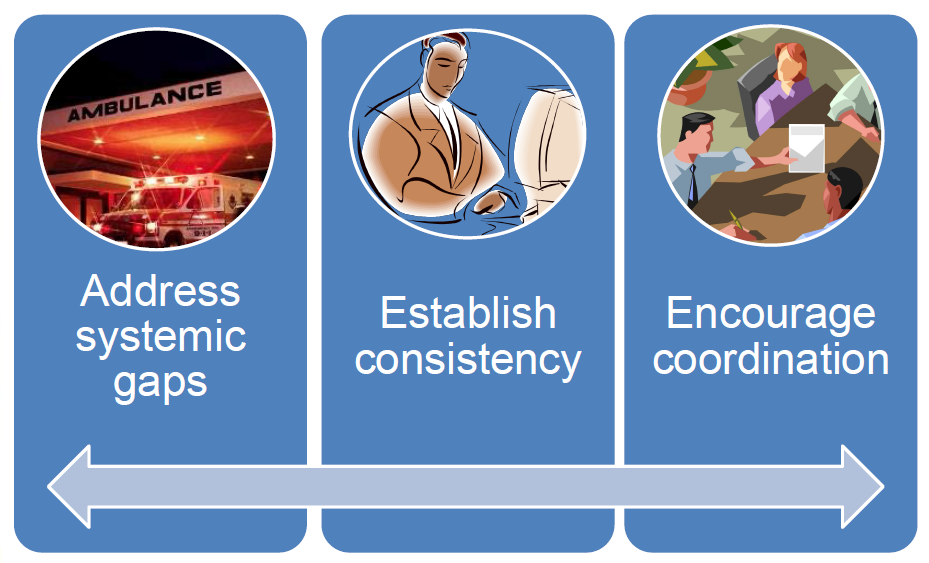 AMBULANCE
Address
systemic
gaps
Establish
consistency
Encourage
coordination